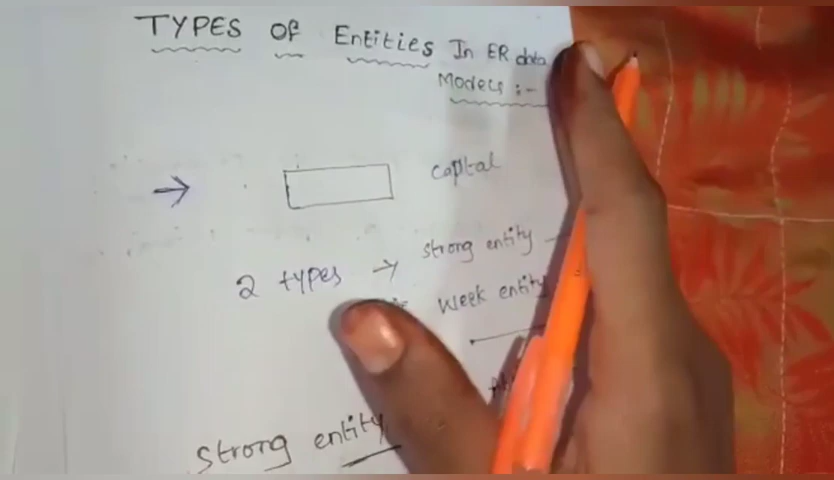 TYPES OF Entities In ER data
Models :-
→ capital
2 types → strong entity -
week entity
Strong entity